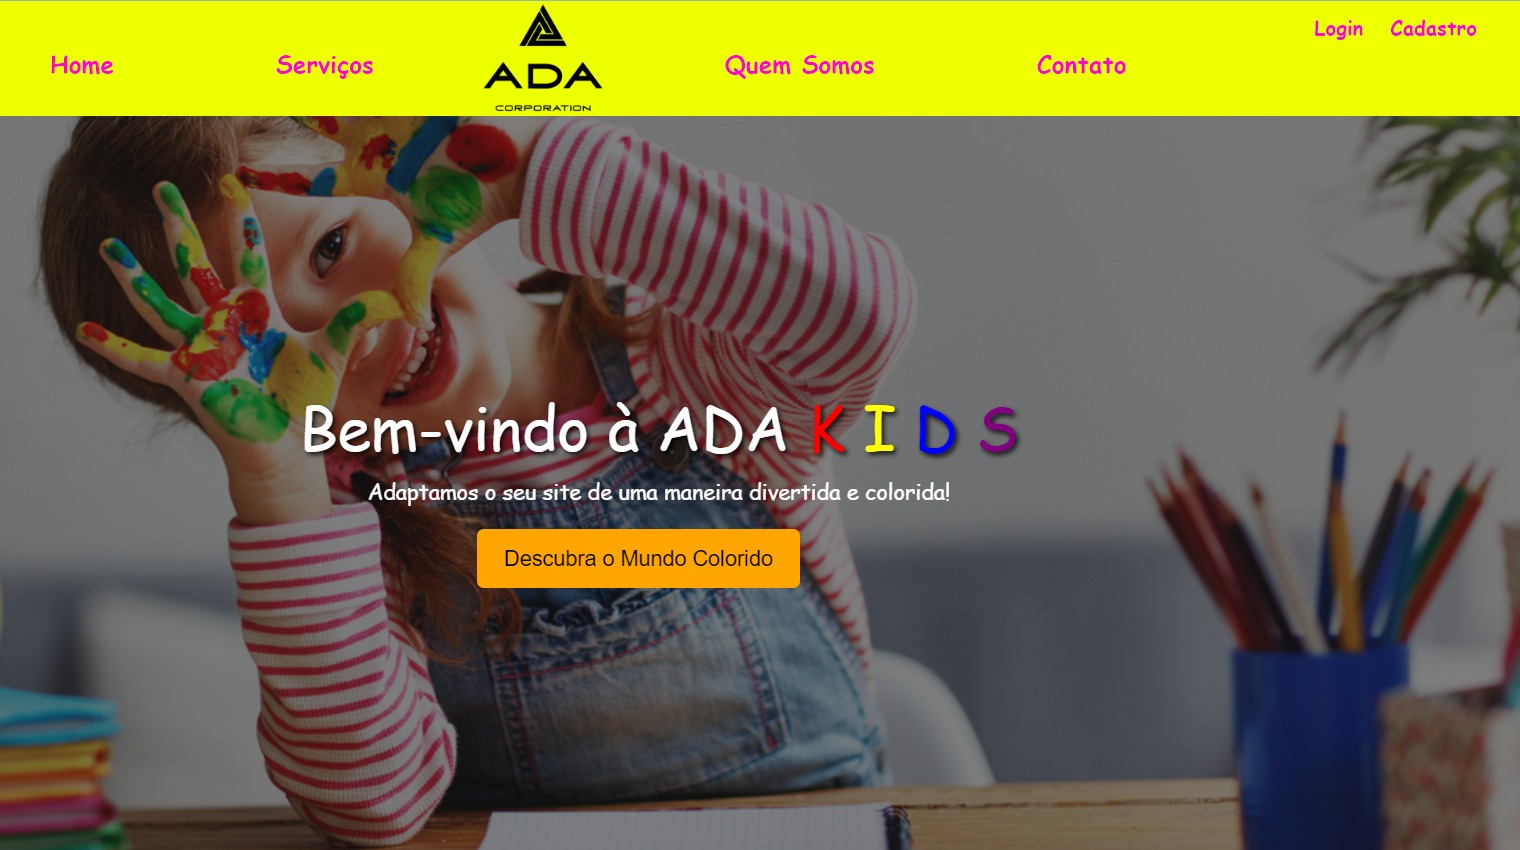 Login Cadastro
Home Serviços ADA Quem Somos Contato
CORPORATION
Bem-vindo à ADA K I D S
Adaptamos o seu site de uma maneira divertida e colorida!
Descubra o Mundo Colorido